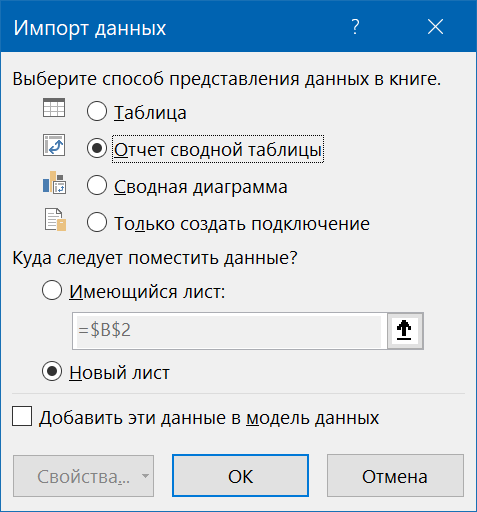 Импорт данных
?
Выберите способ представления данных в книге.
Таблица
Отчет сводной таблицы
Сводная диаграмма
Только создать подключение
Куда следует поместить данные?
Имеющийся лист:
=$B$2
Новый лист
Добавить эти данные в модель данных
Свойства...
ОК
Отмена